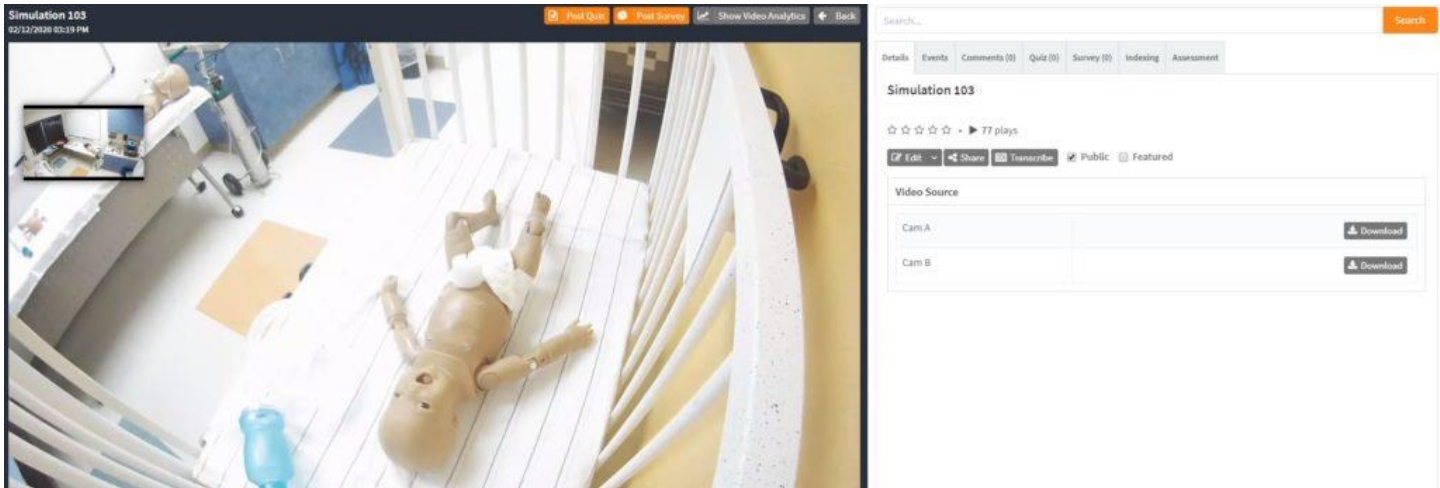 Simulation 103
02/12/2020 03:19 PM
Post Quiz Post Survey Show Video Analytics Back
Search... Search
Details Events Comments (0) Quiz (0) Survey (0) Indexing Assessment
Simulation 103
77 plays
Edit Share Transcribe Public Featured
Video Source
Cam A Download
Cam B Download